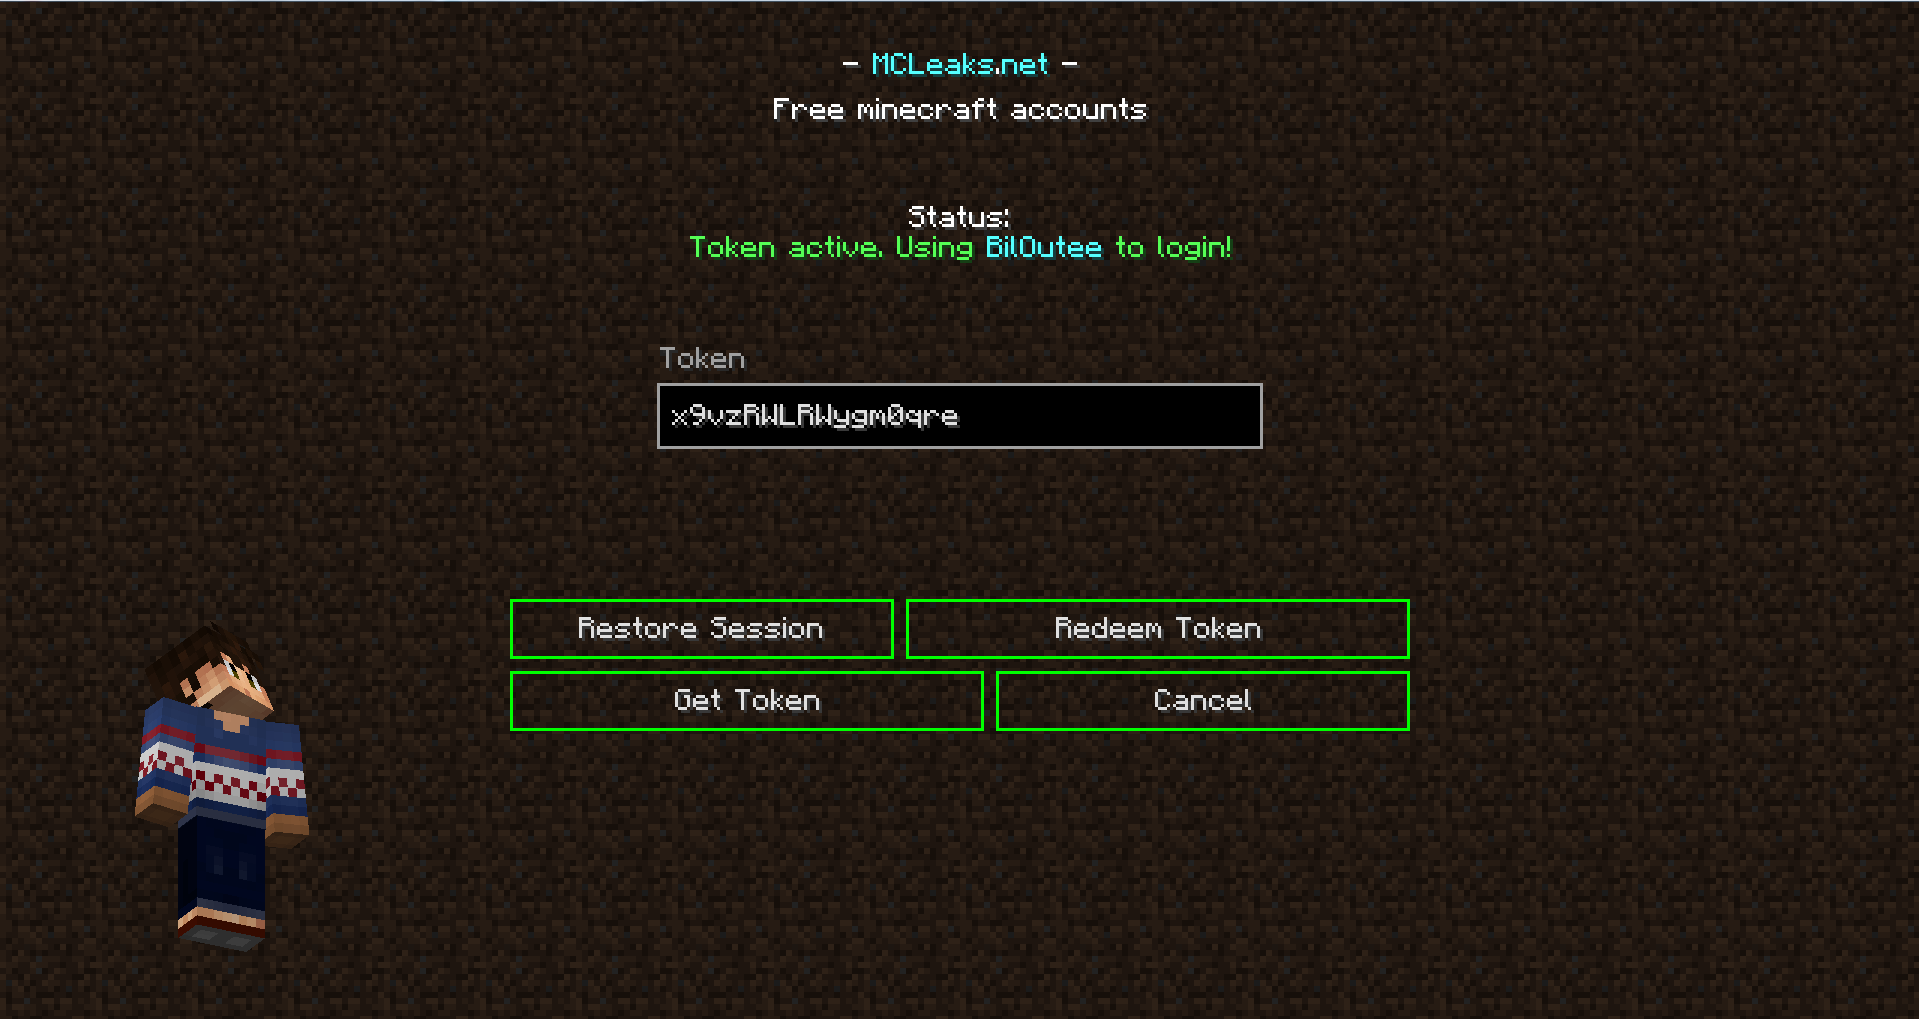 - MCLeaks.net -
Free minecraft accounts
Status:
Token active. Using BilOutee to login!
Token
x9vzRWLRWygm0qre
Restore Session
Redeem Token
Get Token
Cancel